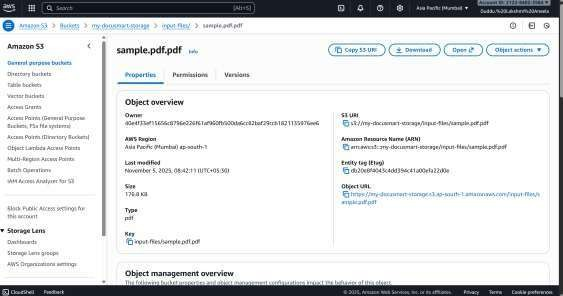 aws
Search
[Alt+S]
Asia Pacific (Mumbai)
Amazon S3 > Buckets > my-docusmart-storage > input-files/ > sample.pdf.pdf
Amazon S3
General purpose buckets
Directory buckets
Table buckets
Vector buckets
Access Grants
Access Points (General Purpose
Buckets, FSx file systems)
Access Points (Directory Buckets)
Object Lambda Access Points
Multi-Region Access Points
Batch Operations
IAM Access Analyzer for S3
Block Public Access settings for
this account
Storage Lens
Dashboards
Storage Lens groups
AWS Organizations settings
sample.pdf.pdf Info
Copy S3 URI
Download
Open
Object actions
Properties
Permissions
Versions
Object overview
Owner
AWS Region
Asia Pacific (Mumbai) ap-south-1
Last modified
November 5, 2025, 08:42:11 (UTC+05:30)
Size
178.8 KB
Type
pdf
Key
input-files/sample.pdf.pdf
S3 URI
s3://my-docusmart-storage/input-files/sample.pdf.pdf
Amazon Resource Name (ARN)
arn:aws:s3:::my-docusmart-storage/input-files/sample.pdf.pdf
Entity tag (Etag)
Object URL
https://my-docusmart-storage.s3.ap-south-1.amazonaws.com/input-files/s
ample.pdf.pdf
Object management overview
The following bucket properties and object management configurations impact the behavior of this object.
CloudShell
Feedback
© 2025, Amazon Web Services, Inc. or its affiliates.
Privacy
Terms
Cookie preferences